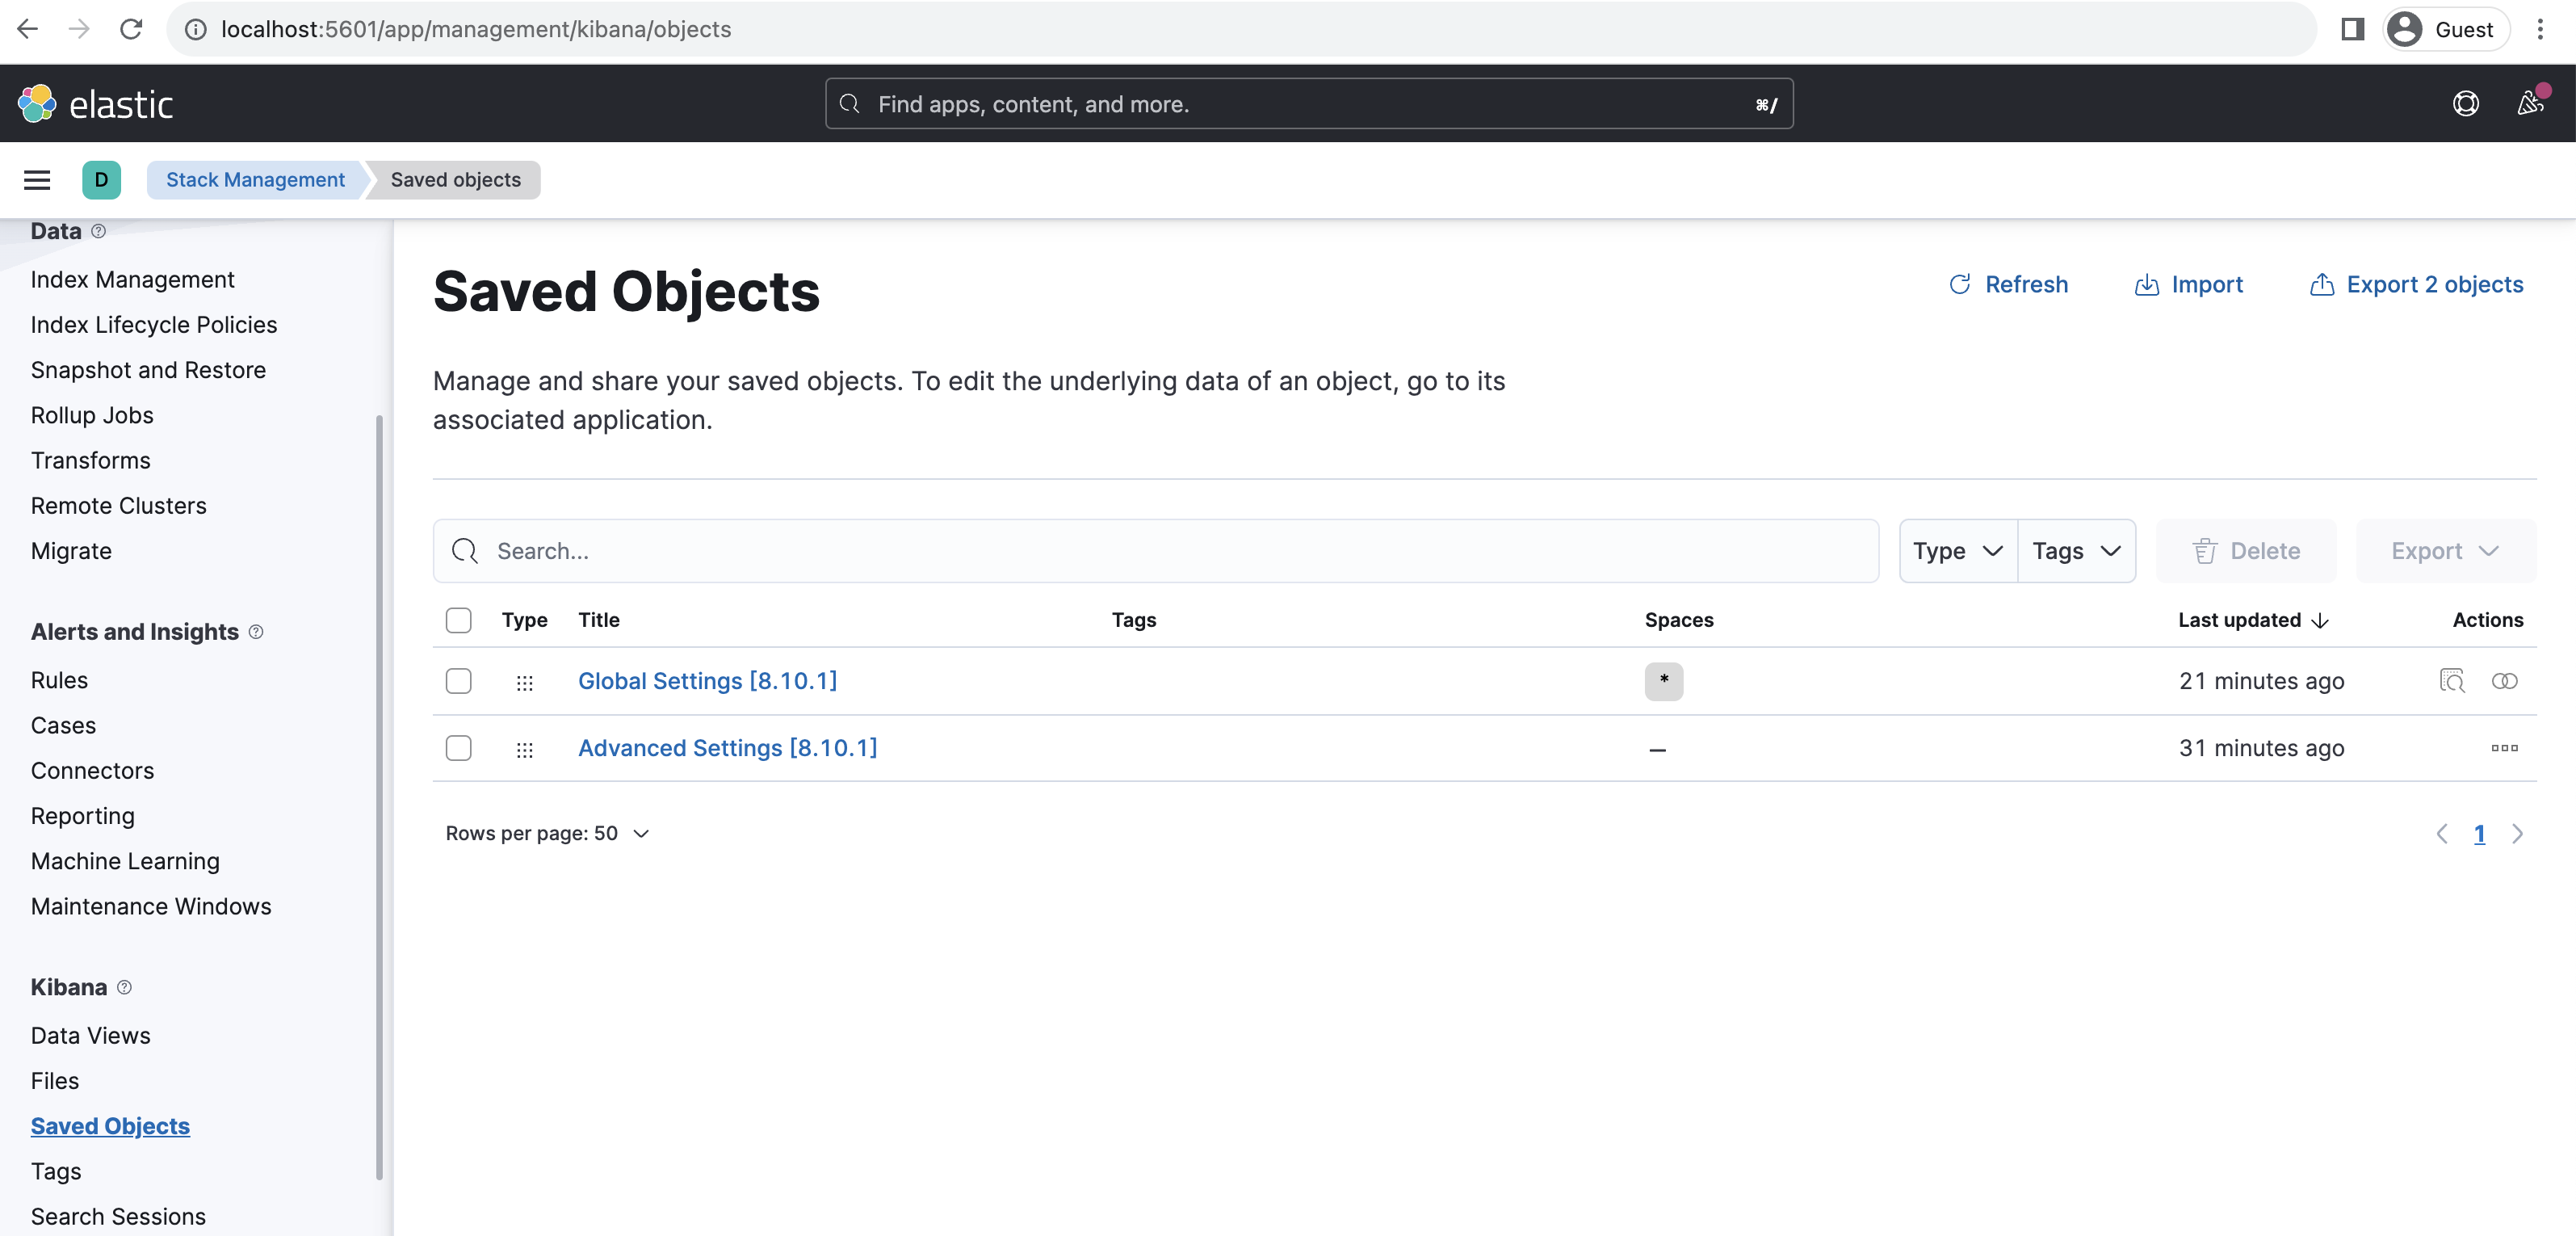 localhost:5601/app/management/kibana/objects
Guest
elastic
Find apps, content, and more.
⌘/
D
Stack Management
Saved objects
Data
Index Management
Index Lifecycle Policies
Snapshot and Restore
Rollup Jobs
Transforms
Remote Clusters
Migrate
Alerts and Insights
Rules
Cases
Connectors
Reporting
Machine Learning
Maintenance Windows
Kibana
Data Views
Files
Saved Objects
Tags
Search Sessions
Saved Objects
Refresh
Import
Export 2 objects
Manage and share your saved objects. To edit the underlying data of an object, go to its
associated application.
Search...
Type
Tags
Delete
Export
Type Title Tags Spaces Last updated Actions
Global Settings [8.10.1] * 21 minutes ago
Advanced Settings [8.10.1] – 31 minutes ago
Rows per page: 50
1